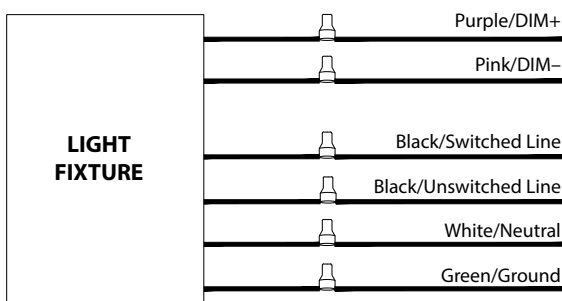 Purple/DIM+
Pink/DIM–
LIGHT
FIXTURE
Black/Switched Line
Black/Unswitched Line
White/Neutral
Green/Ground